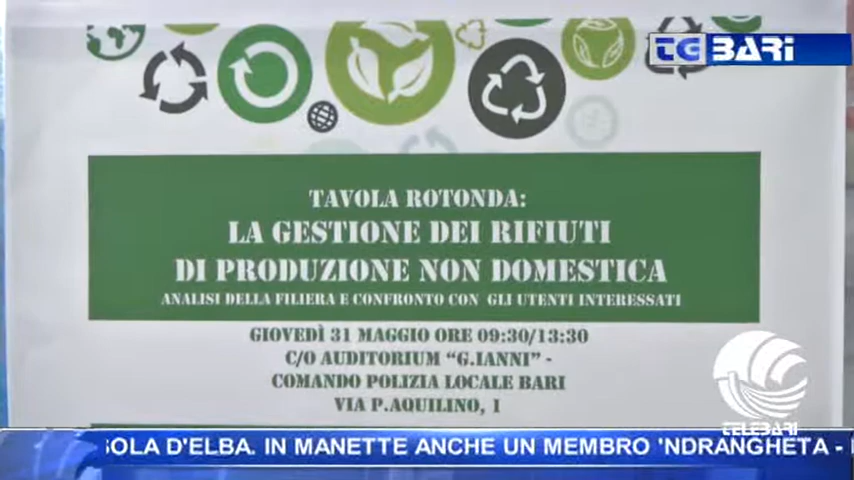 TG BARI
TAVOLA ROTONDA:
LA GESTIONE DEI RIFIUTI
DI PRODUZIONE NON DOMESTICA
ANALISI DELLA FILIERA E CONFRONTO CON GLI UTENTI INTERESSATI
GIOVEDÌ 31 MAGGIO ORE 09:30/13:30
C/O AUDITORIUM “G.IANNI” -
COMANDO POLIZIA LOCALE BARI
VIA P.AQUILINO, 1
TELEBARI
SOLA D'ELBA. IN MANETTE ANCHE UN MEMBRO 'NDRANGHETA -